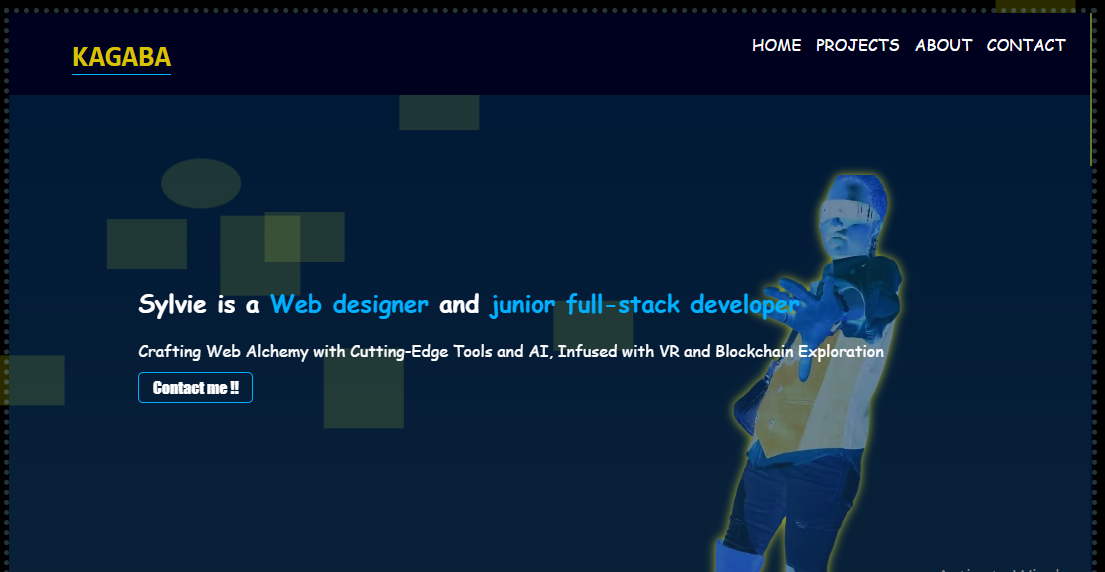 KAGABA
HOME PROJECTS ABOUT CONTACT
Sylvie is a Web designer and junior full-stack developer
Crafting Web Alchemy with Cutting-Edge Tools and AI, Infused with VR and Blockchain Exploration
Contact me !!